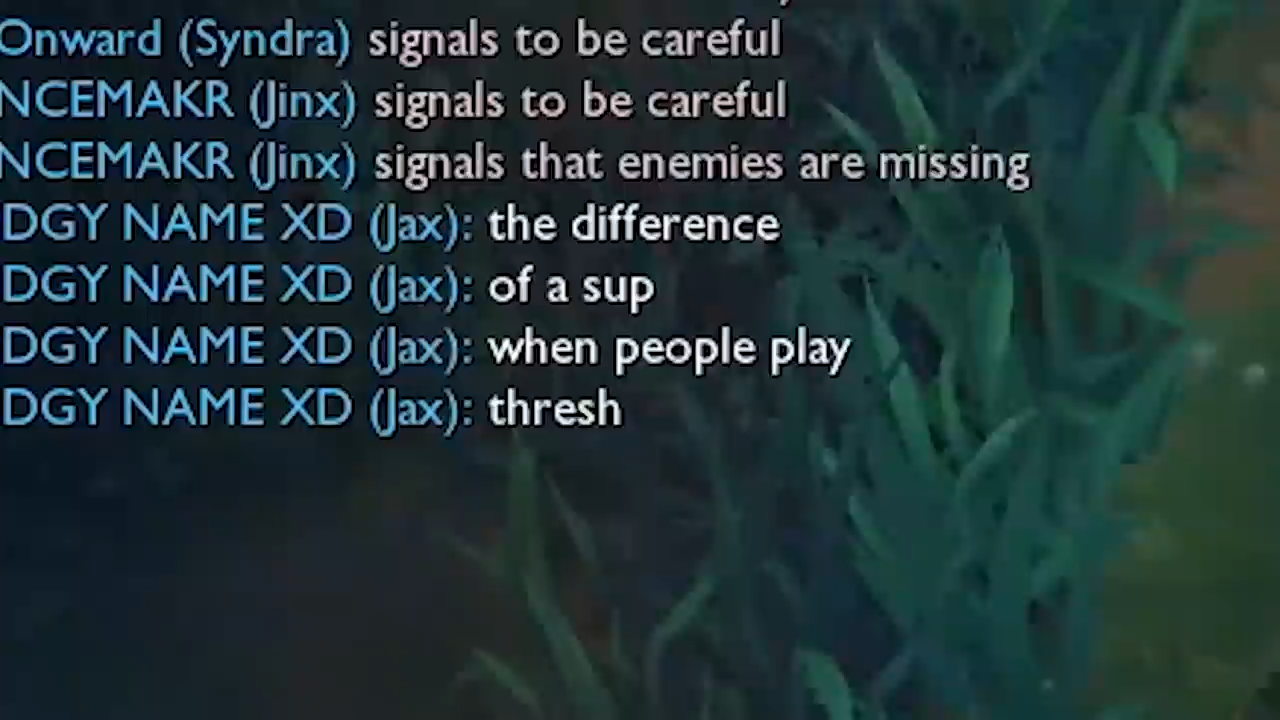 Onward (Syndra) signals to be careful
NCEMAKR (Jinx) signals to be careful
NCEMAKR (Jinx) signals that enemies are missing
DGY NAME XD (Jax): the difference
DGY NAME XD (Jax): of a sup
DGY NAME XD (Jax): when people play
DGY NAME XD (Jax): thresh